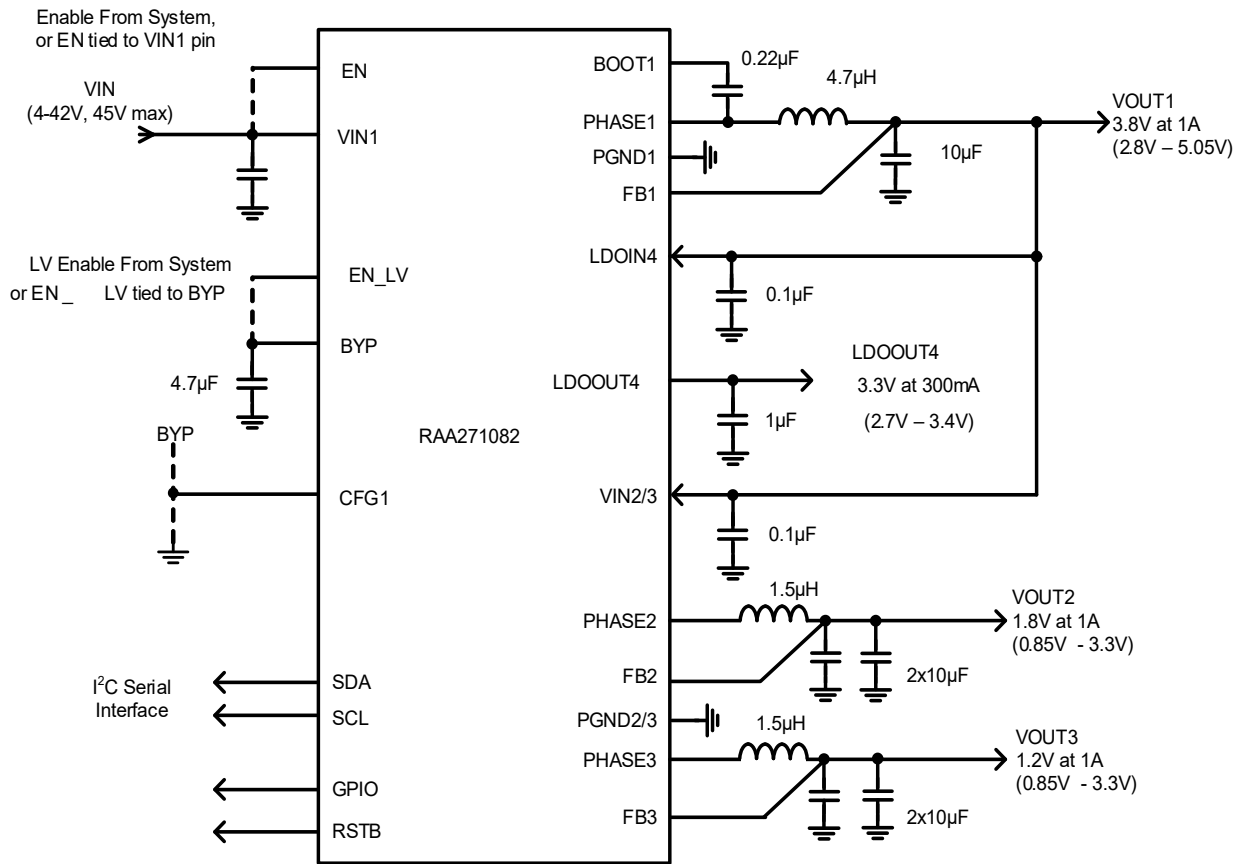 Enable From System,
or EN tied to VIN1 pin
VIN
(4-42V, 45V max)
EN
VIN1
LV Enable From System
or EN _ LV tied to BYP
EN_LV
BYP
4.7µF
BYP
CFG1
I²C Serial
Interface
SDA
SCL
GPIO
RSTB
RAA271082
BOOT1
0.22µF
4.7µH
PHASE1
VOUT1
3.8V at 1A
(2.8V – 5.05V)
PGND1
10µF
FB1
LDOIN4
0.1µF
LDOOUT4
LDOOUT4
3.3V at 300mA
(2.7V – 3.4V)
1µF
VIN2/3
0.1µF
1.5µH
PHASE2
VOUT2
1.8V at 1A
(0.85V - 3.3V)
FB2
2x10µF
PGND2/3
1.5µH
PHASE3
VOUT3
1.2V at 1A
(0.85V – 3.3V)
FB3
2x10µF